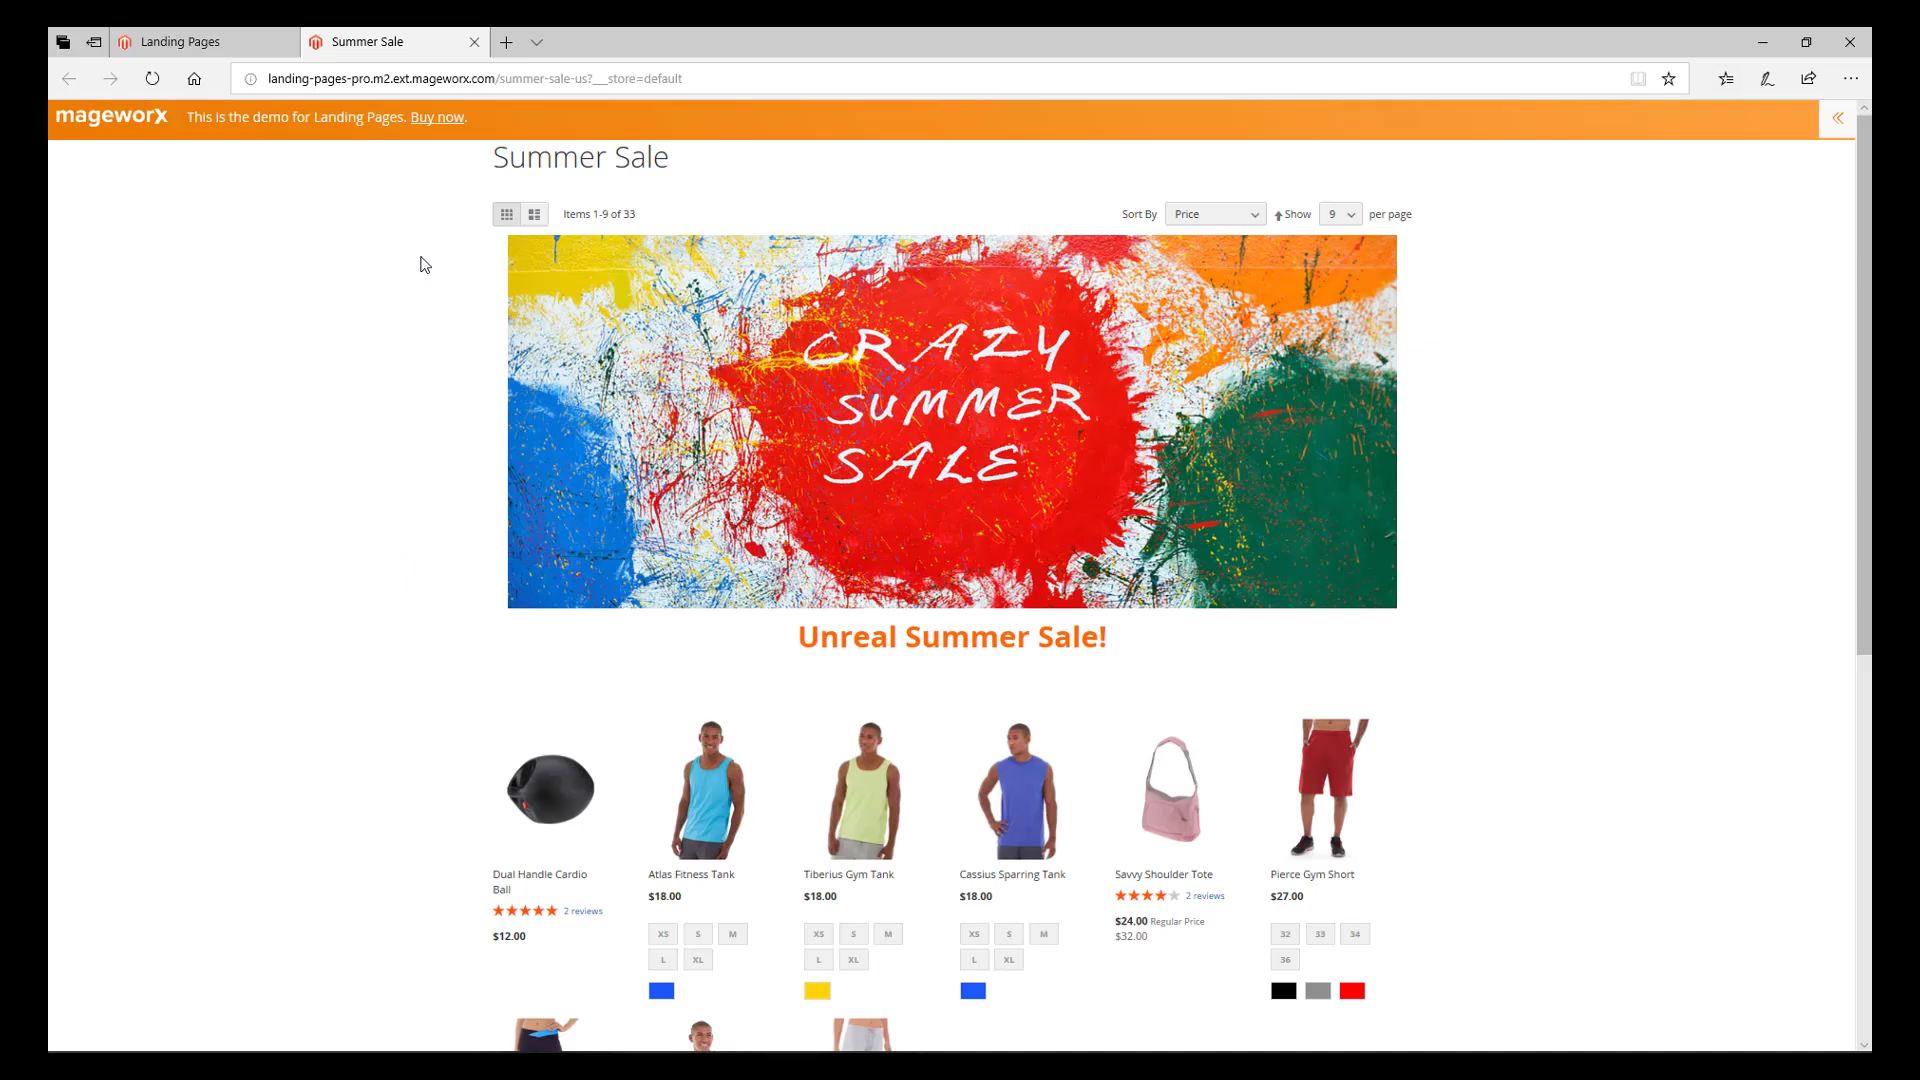 Landing Pages
Summer Sale
landing-pages-pro.m2.ext.mageworx.com/summer-sale-us?___store=default
mageworx
This is the demo for Landing Pages. Buy now.
Summer Sale
Items 1-9 of 33
Sort By Price Show 9 per page
CRAZY
SUMMER
SALE
Unreal Summer Sale!
Dual Handle Cardio
Ball
2 reviews
$12.00
Atlas Fitness Tank
$18.00
XS S M
L XL
Tiberius Gym Tank
$18.00
XS S M
L XL
Cassius Sparring Tank
$18.00
XS S M
L XL
Savvy Shoulder Tote
2 reviews
$24.00 Regular Price
$32.00
Pierce Gym Short
$27.00
32 33 34
36